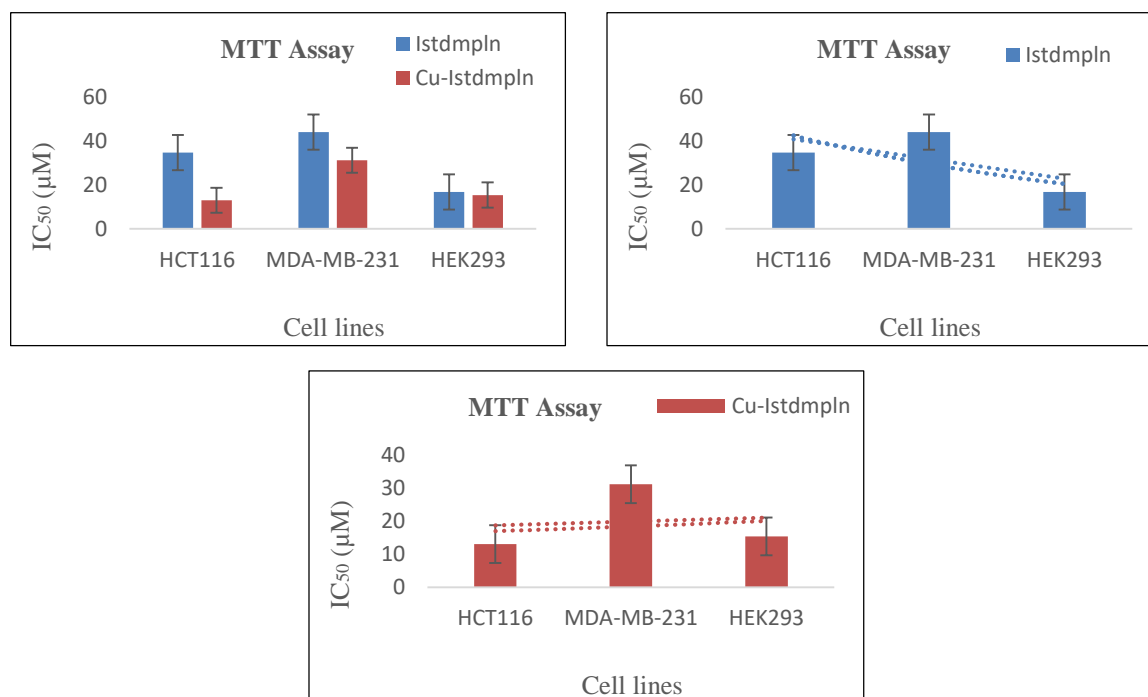 MTT Assay
Istdmpln
Cu-Istdmpln
60
40
20
0
IC50 (µM)
HCT116 MDA-MB-231 HEK293
Cell lines
MTT Assay
Istdmpln
60
40
20
0
IC50 (µM)
HCT116 MDA-MB-231 HEK293
Cell lines
MTT Assay
Cu-Istdmpln
40
30
20
10
0
IC50 (µM)
HCT116 MDA-MB-231 HEK293
Cell lines